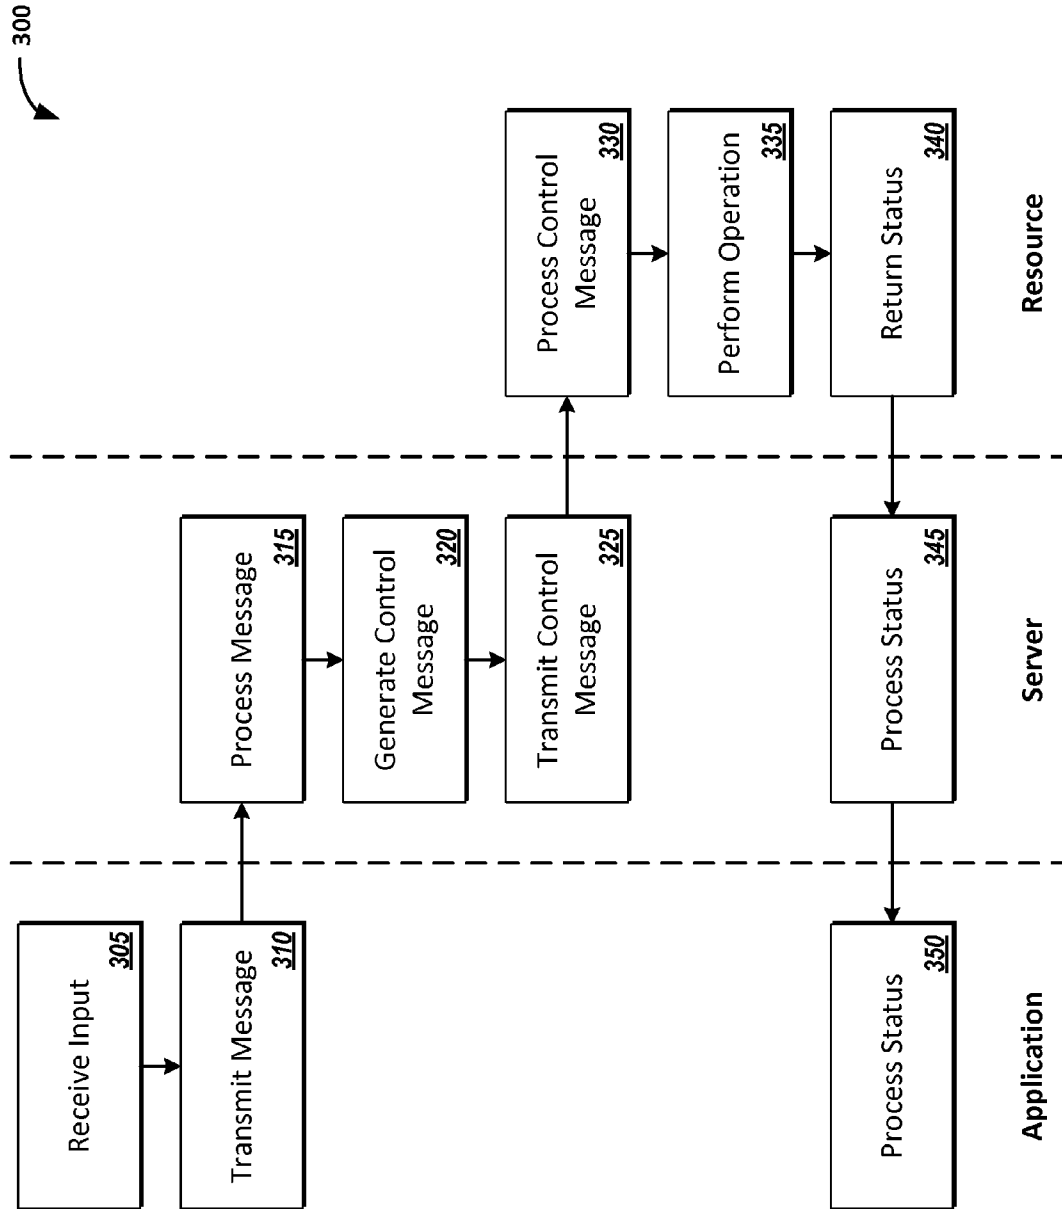 300
Receive Input
305
Transmit Message
310
Process Message
315
Generate Control
Message
320
Transmit Control
Message
325
Process Control
Message
330
Perform Operation
335
Return Status
340
Process Status
345
Process Status
350
Application
Server
Resource